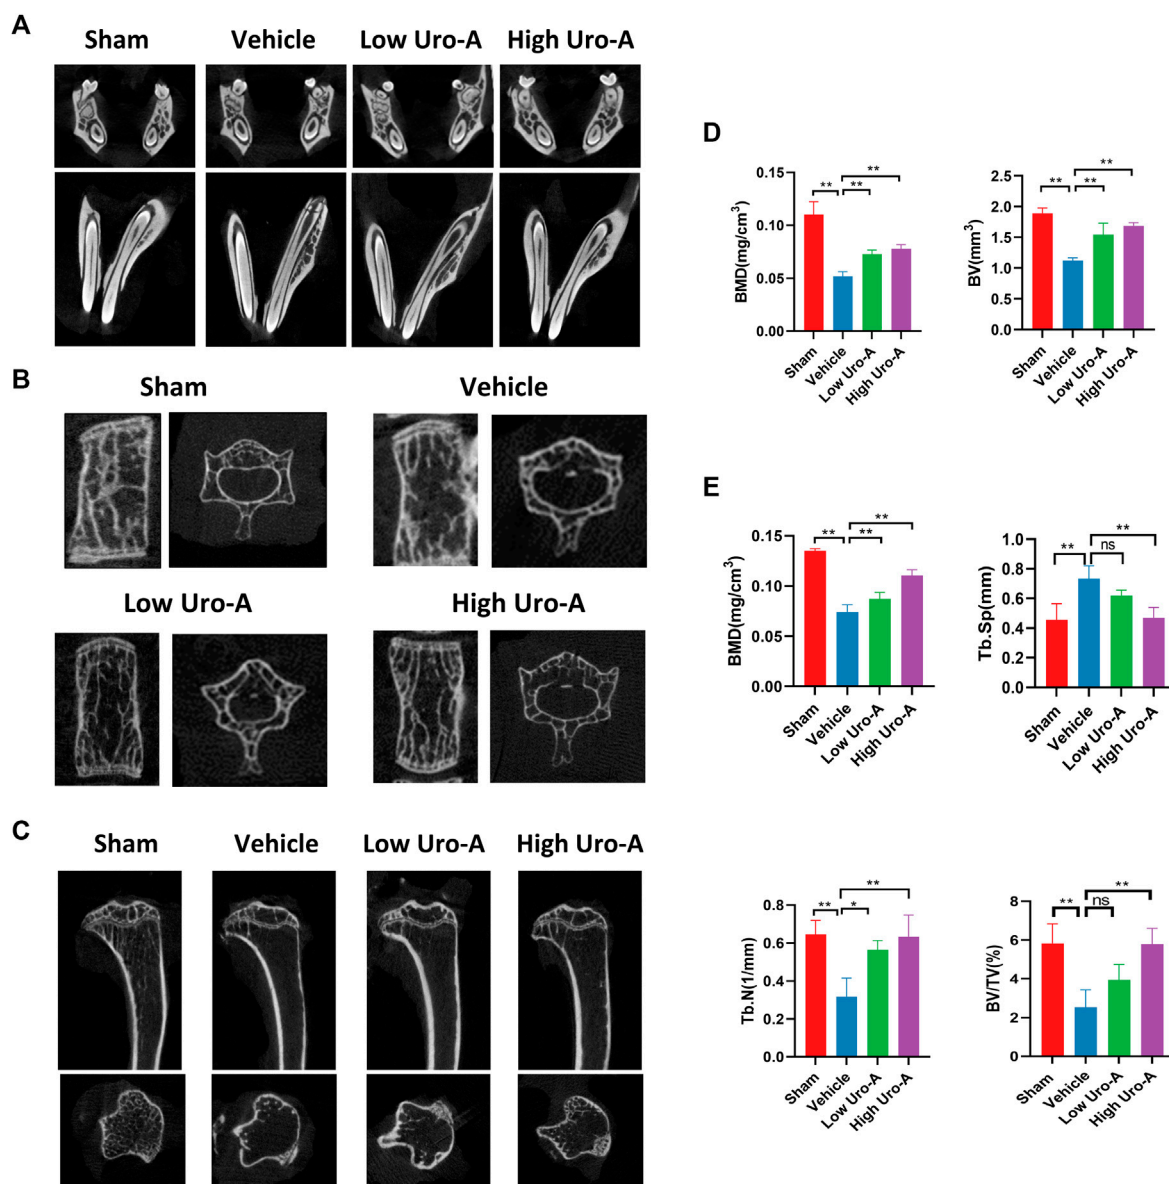 A
Sham Vehicle Low Uro-A High Uro-A
B
Sham Vehicle
Low Uro-A High Uro-A
C
Sham Vehicle Low Uro-A High Uro-A
D
BMD(mg/cm³)
0.15
0.10
0.05
0.00
** ** **
Sham Vehicle Low Uro-A High Uro-A
BV(mm³)
2.5
2.0
1.5
1.0
0.5
0.0
** ** **
Sham Vehicle Low Uro-A High Uro-A
E
BMD(mg/cm³)
0.15
0.10
0.05
0.00
** ** **
Sham Vehicle Low Uro-A High Uro-A
Tb.Sp(mm)
1.0
0.8
0.6
0.4
0.2
0.0
** ns **
Sham Vehicle Low Uro-A High Uro-A
Tb.N(1/mm)
0.8
0.6
0.4
0.2
0.0
** * **
Sham Vehicle Low Uro-A High Uro-A
BV/TV(%)
8
6
4
2
0
** ns **
Sham Vehicle Low Uro-A High Uro-A